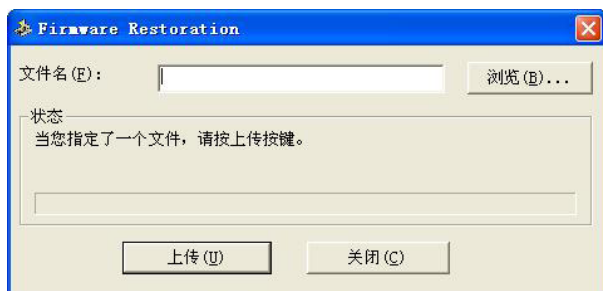 Firmware Restoration
文件名(F): 浏览(B)...
状态
当您指定了一个文件，请按上传按键。
上传(U) 关闭(C)